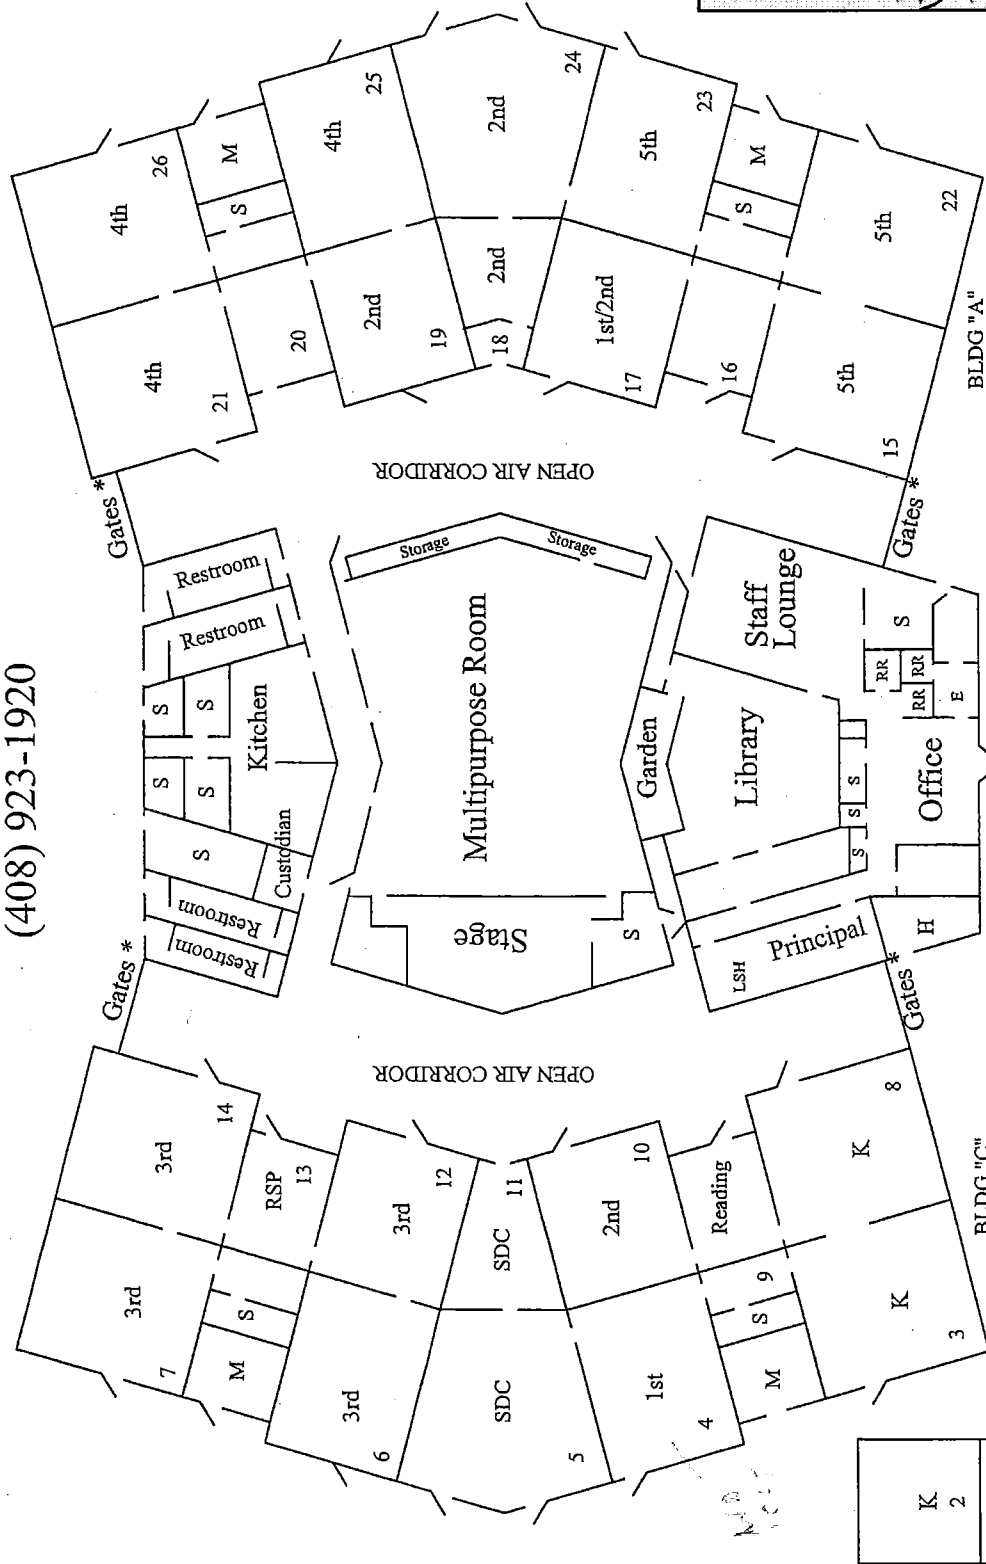 (408) 923-1920
4th
26
M
S
4th
21
20
4th
25
2nd
19
2nd
24
2nd
18
5th
23
1st/2nd
17
16
M
S
5th
22
5th
15
BLDG "A"
Gates *
OPEN AIR CORRIDOR
Gates *
Restroom
Restroom
S
S
S
S
Kitchen
S
Custodian
Restroom
Restroom
Storage
Storage
Multipurpose Room
Stage
S
Garden
Staff
Lounge
Library
S
S
S
S
RR
RR
RR
E
Office
LSH
Principal
H
Gates *
OPEN AIR CORRIDOR
Gates *
3rd
14
3rd
7
RSP
13
S
M
3rd
12
3rd
6
SDC
11
SDC
5
2nd
10
1st
4
Reading
9
S
M
K
8
K
3
BLDG "C"
K
2